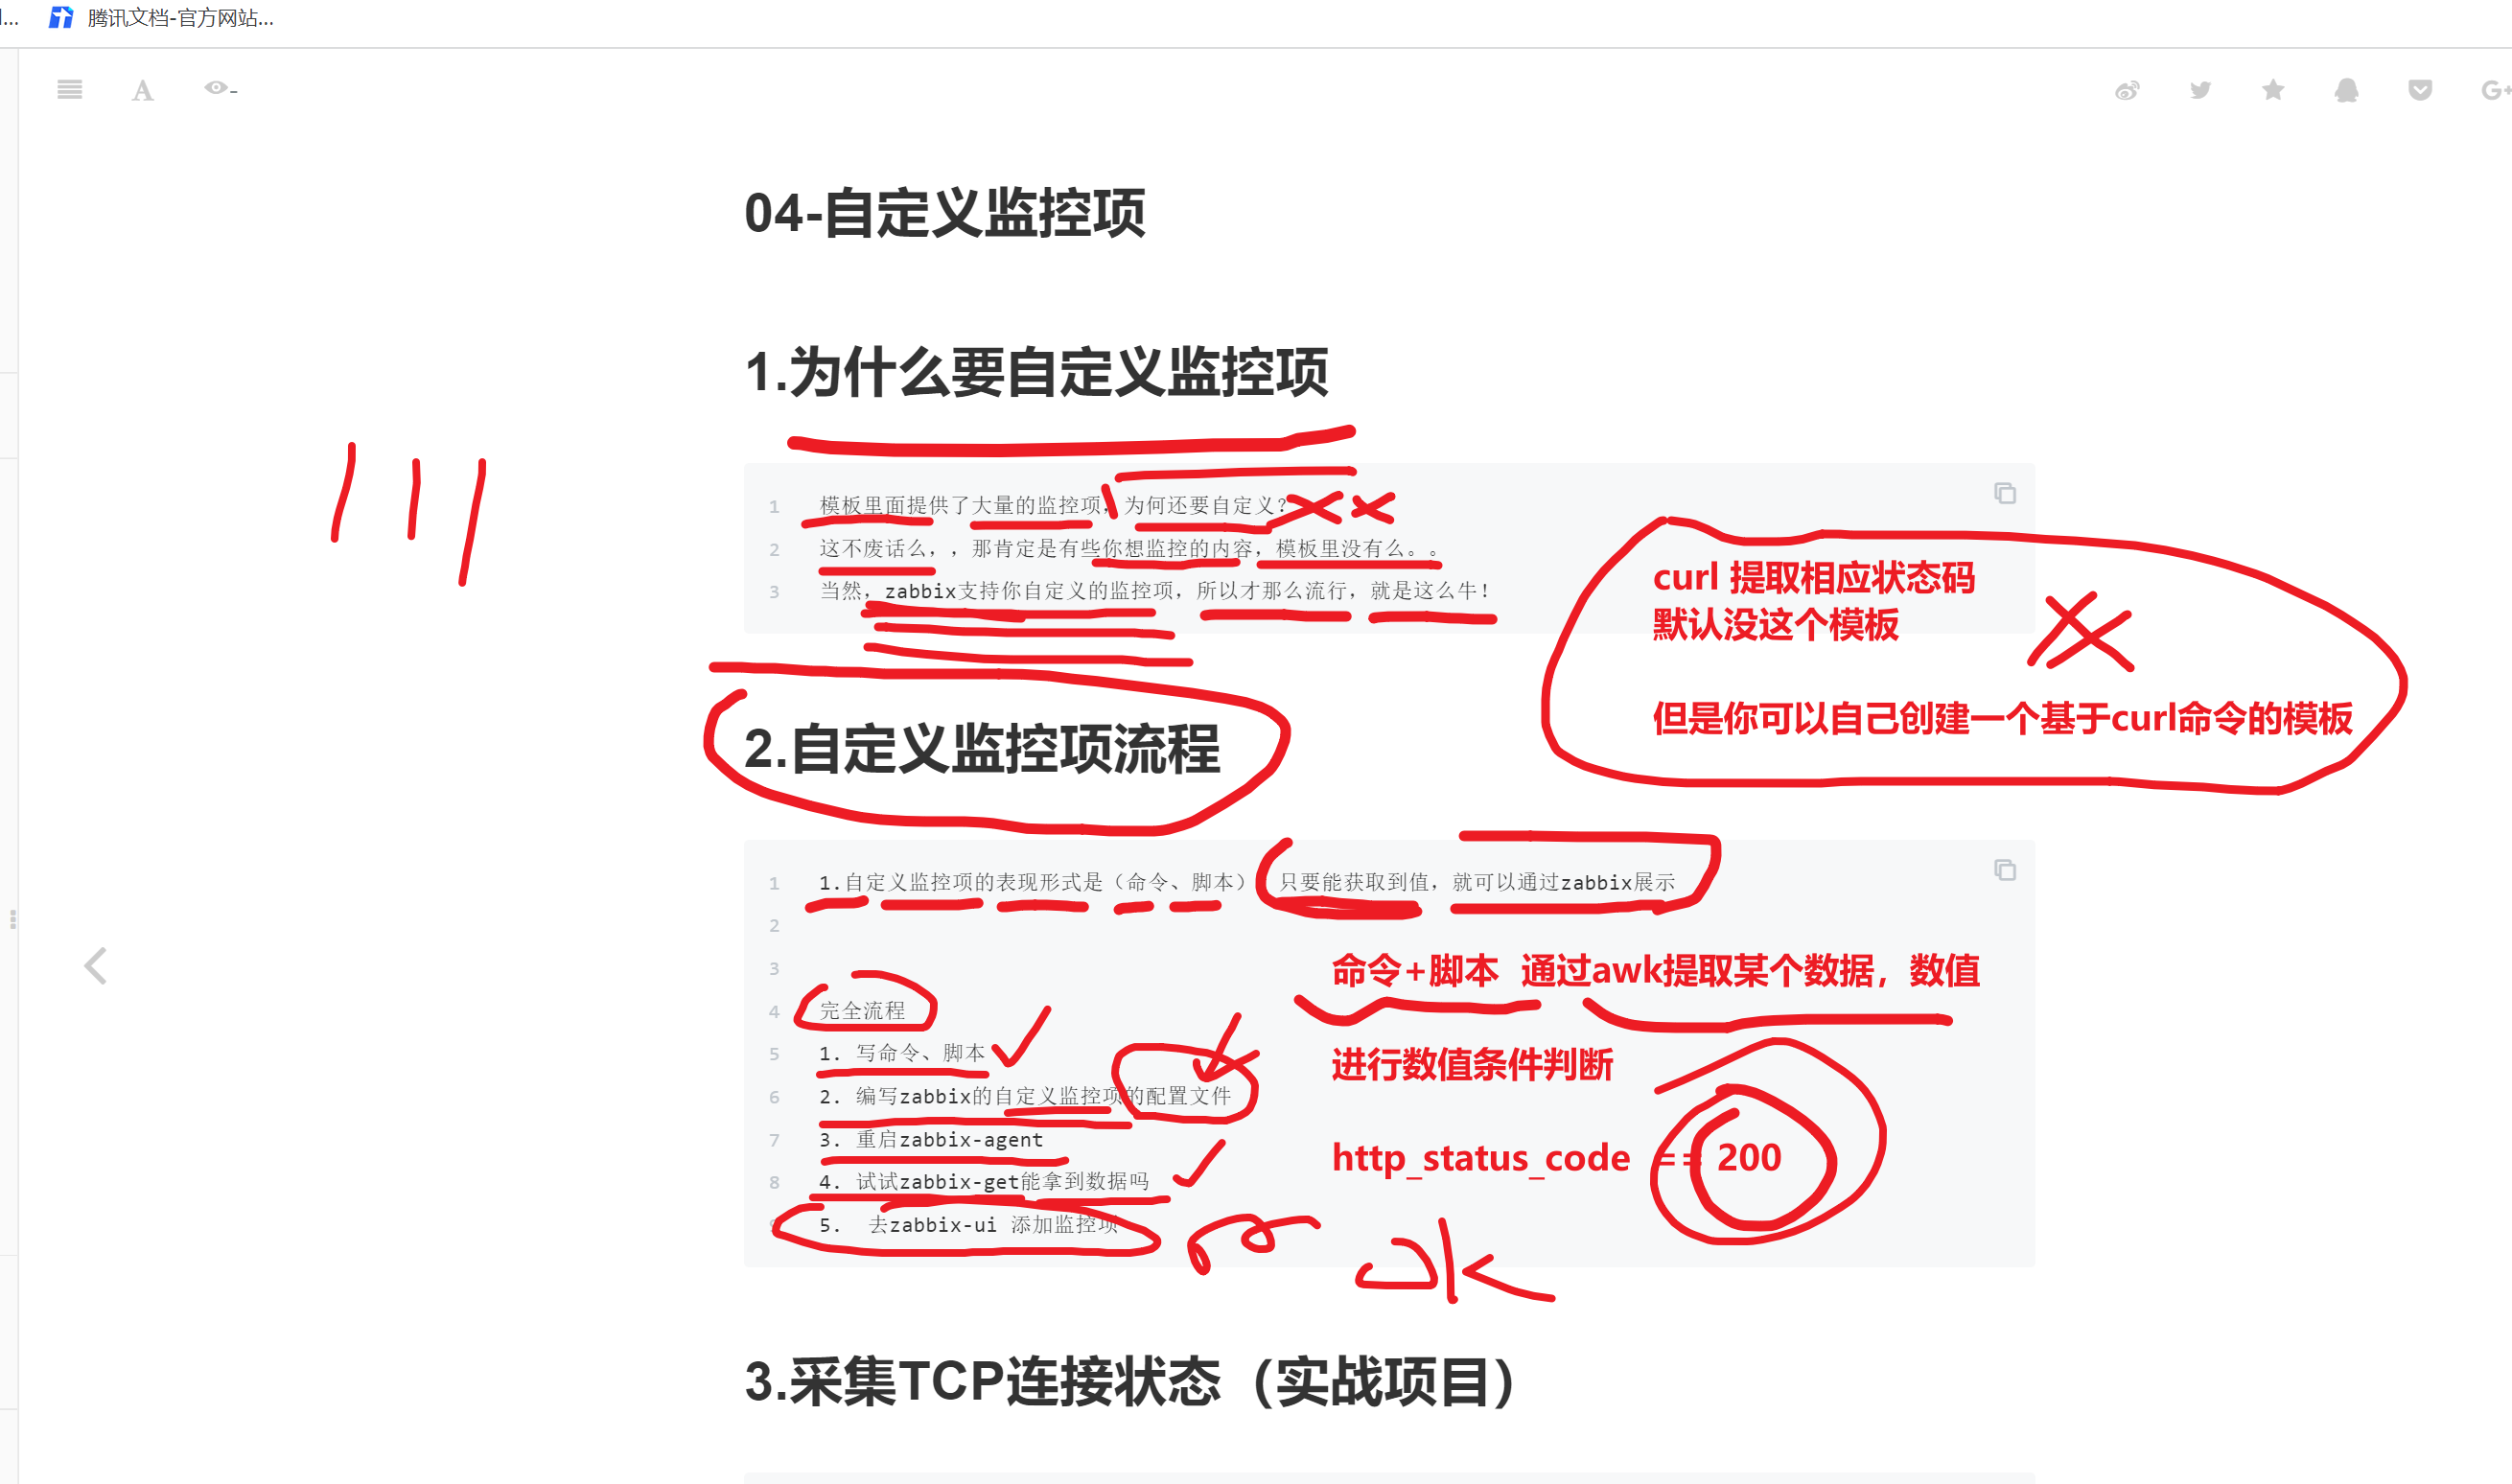 腾讯文档-官方网站...
04-自定义监控项
1.为什么要自定义监控项
1 模板里面提供了大量的监控项，为何还要自定义？
2 这不废话么，，那肯定是有些你想监控的内容，模板里没有么。。
3 当然，zabbix支持你自定义的监控项，所以才那么流行，就是这么牛！
curl 提取相应状态码
默认没这个模板
但是你可以自己创建一个基于curl命令的模板
2.自定义监控项流程
1 1.自定义监控项的表现形式是（命令、脚本） 只要能获取到值，就可以通过zabbix展示
2
3
命令+脚本 通过awk提取某个数据，数值
4 完全流程
5 1. 写命令、脚本
进行数值条件判断
6 2. 编写zabbix的自定义监控项的配置文件
7 3. 重启zabbix-agent
http_status_code == 200
8 4. 试试zabbix-get能拿到数据吗
5. 去zabbix-ui 添加监控项
ok
3.采集TCP连接状态（实战项目）